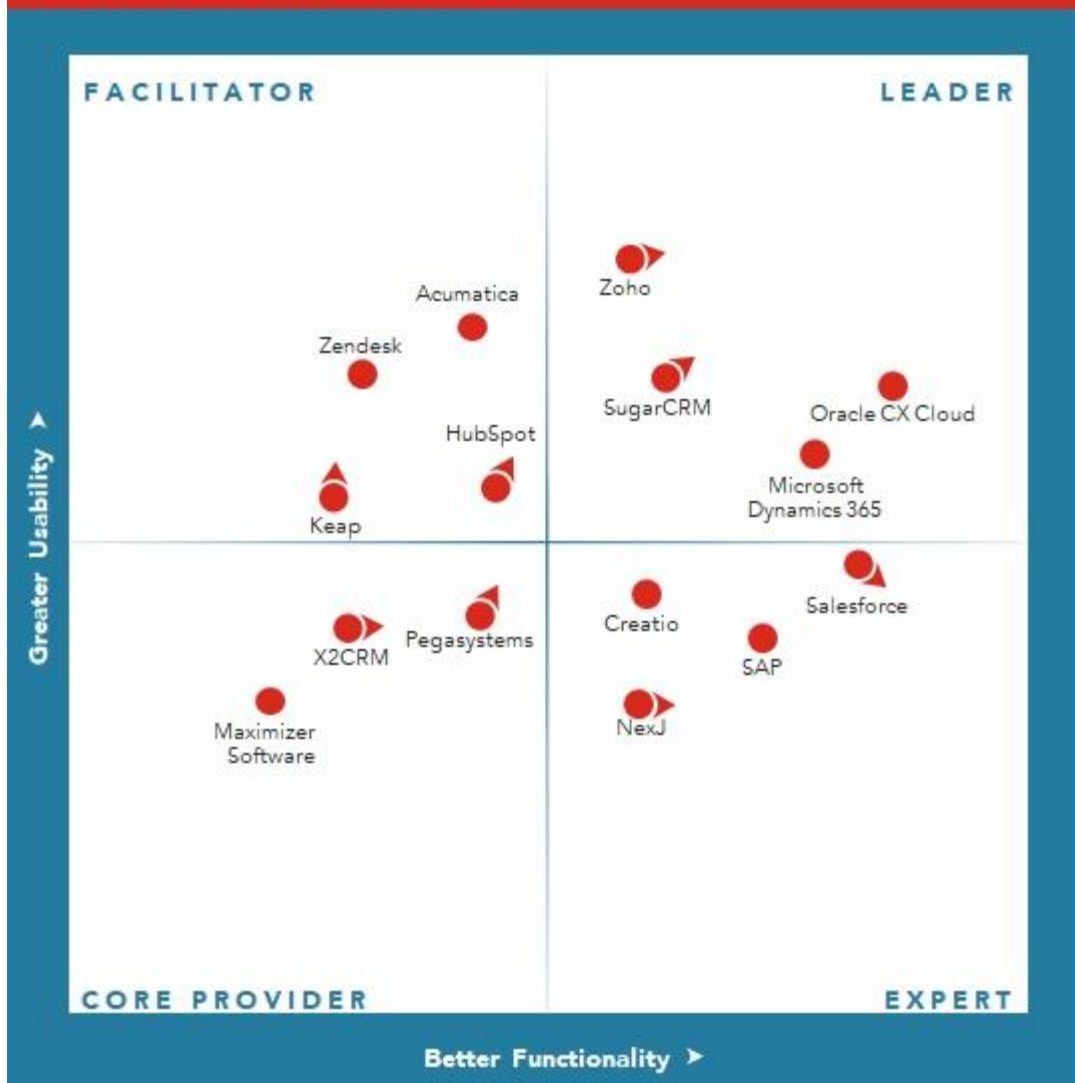 FACILITATOR
LEADER
Zoho
Acumatica
Zendesk
SugarCRM
Oracle CX Cloud
HubSpot
Microsoft
Dynamics 365
Keap
Greater Usability
Salesforce
Creatio
Pegasystems
X2CRM
SAP
NexJ
Maximizer
Software
CORE PROVIDER
EXPERT
Better Functionality